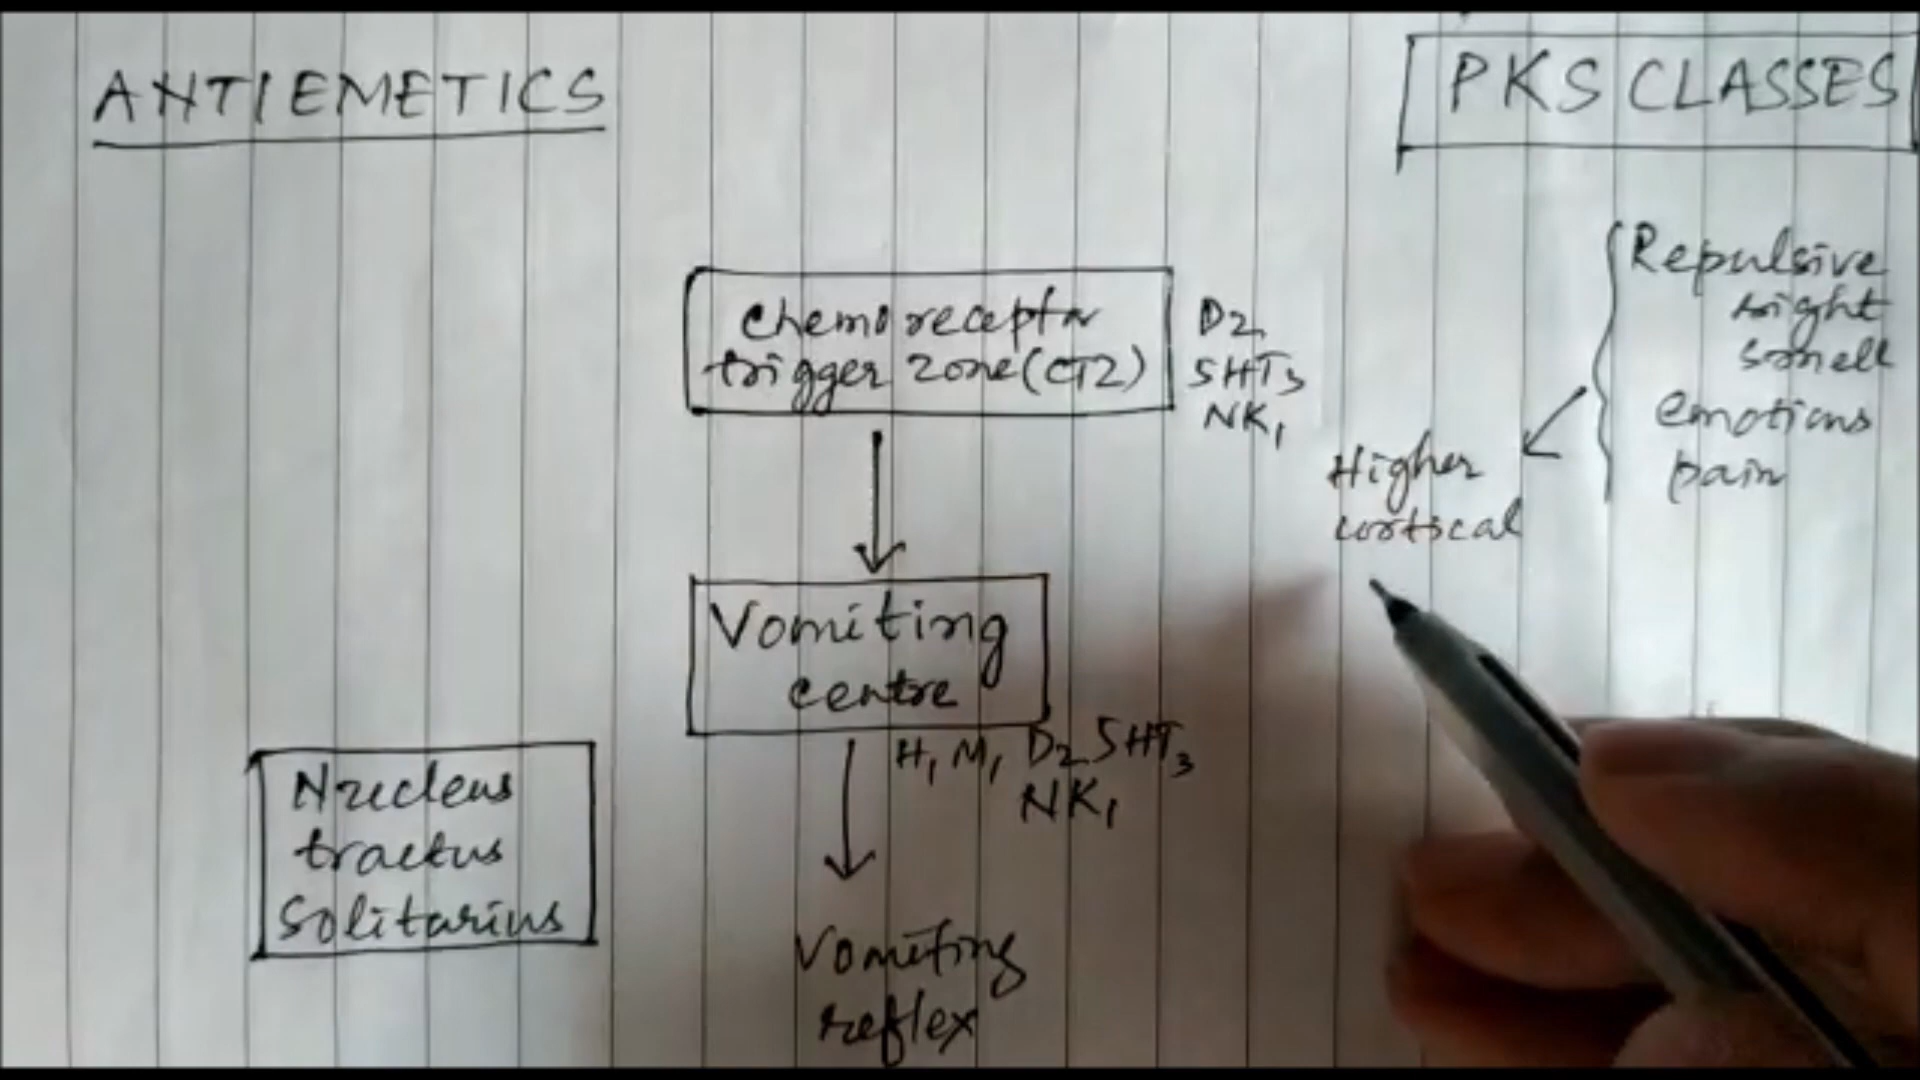 ANTIEMETICS
PKS CLASSES
Chemoreceptor
trigger zone (CTZ)
D2
5HT3
NK1
Repulsive
sight
smell
emotions
pain
Higher
cortical
Vomiting
centre
H1 M1 D2 5HT3
NK1
Nucleus
tractus
Solitarius
Vomiting
reflex